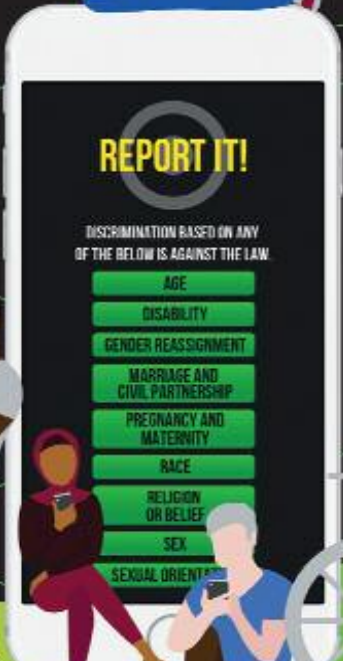 REPORT IT!
DISCRIMINATION BASED ON ANY
OF THE BELOW IS AGAINST THE LAW.
AGE
DISABILITY
GENDER REASSIGNMENT
MARRIAGE AND
CIVIL PARTNERSHIP
PREGNANCY AND
MATERNITY
RACE
RELIGION
OR BELIEF
SEX
SEXUAL